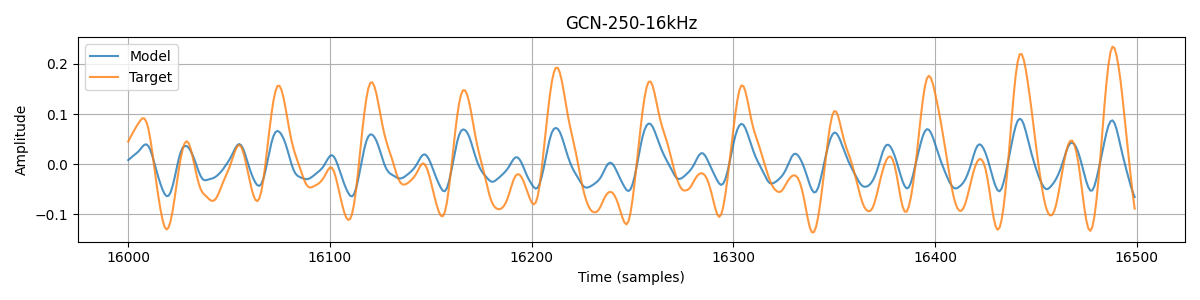 GCN-250-16kHz
Model
Target
Amplitude
0.2
0.1
0.0
−0.1
16000
16100
16200
16300
16400
16500
Time (samples)